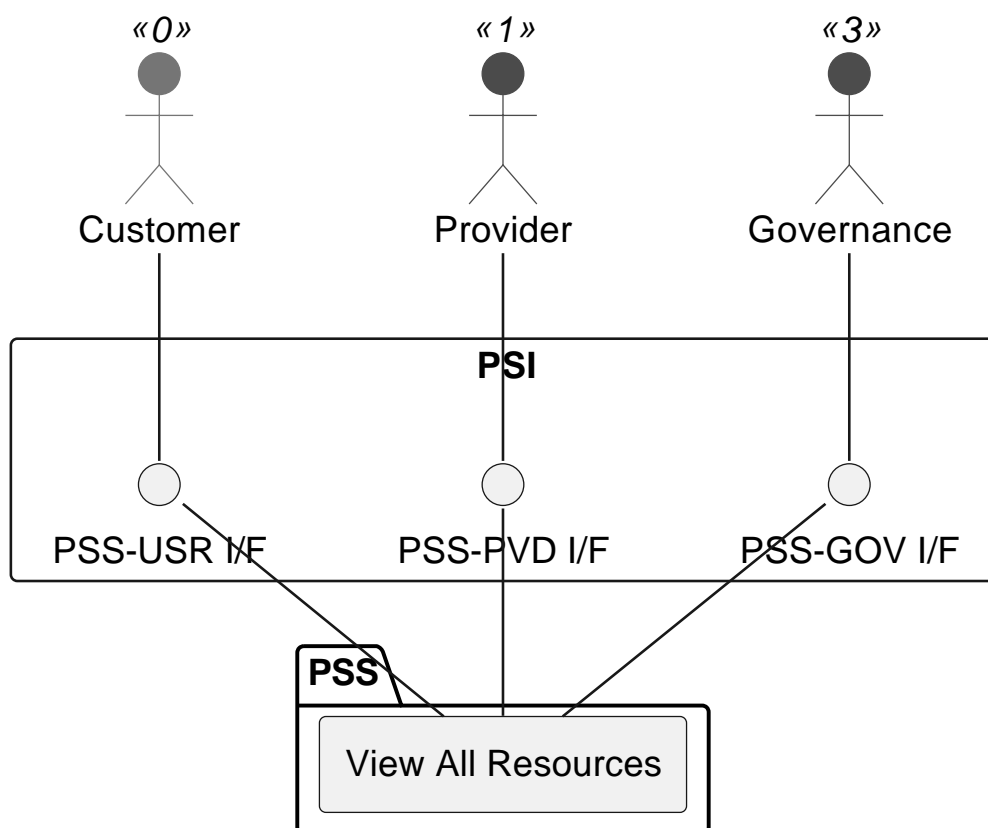 «0» «1» «3»
Customer Provider Governance
PSI
PSS-USR I/F PSS-PVD I/F PSS-GOV I/F
PSS
View All Resources